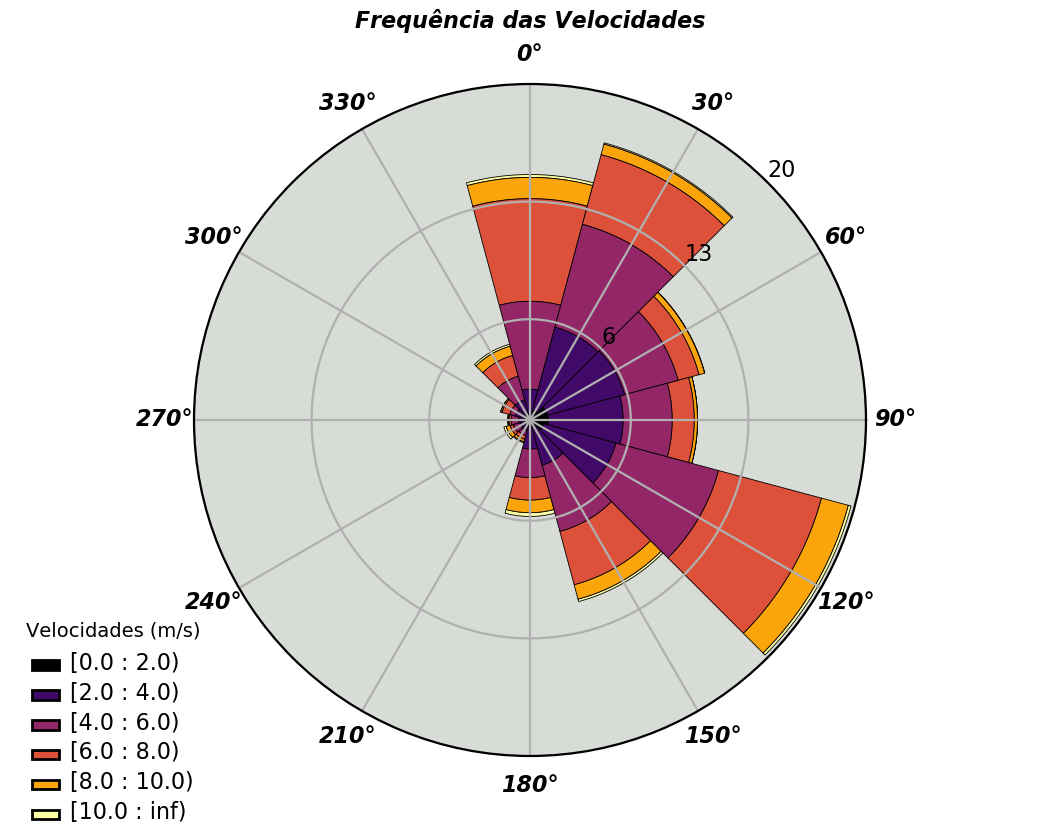 Frequência das Velocidades
0°
330°
30°
20
300°
60°
13
6
270°
90°
240°
120°
210°
150°
180°
Velocidades (m/s)
[0.0 : 2.0)
[2.0 : 4.0)
[4.0 : 6.0)
[6.0 : 8.0)
[8.0 : 10.0)
[10.0 : inf)